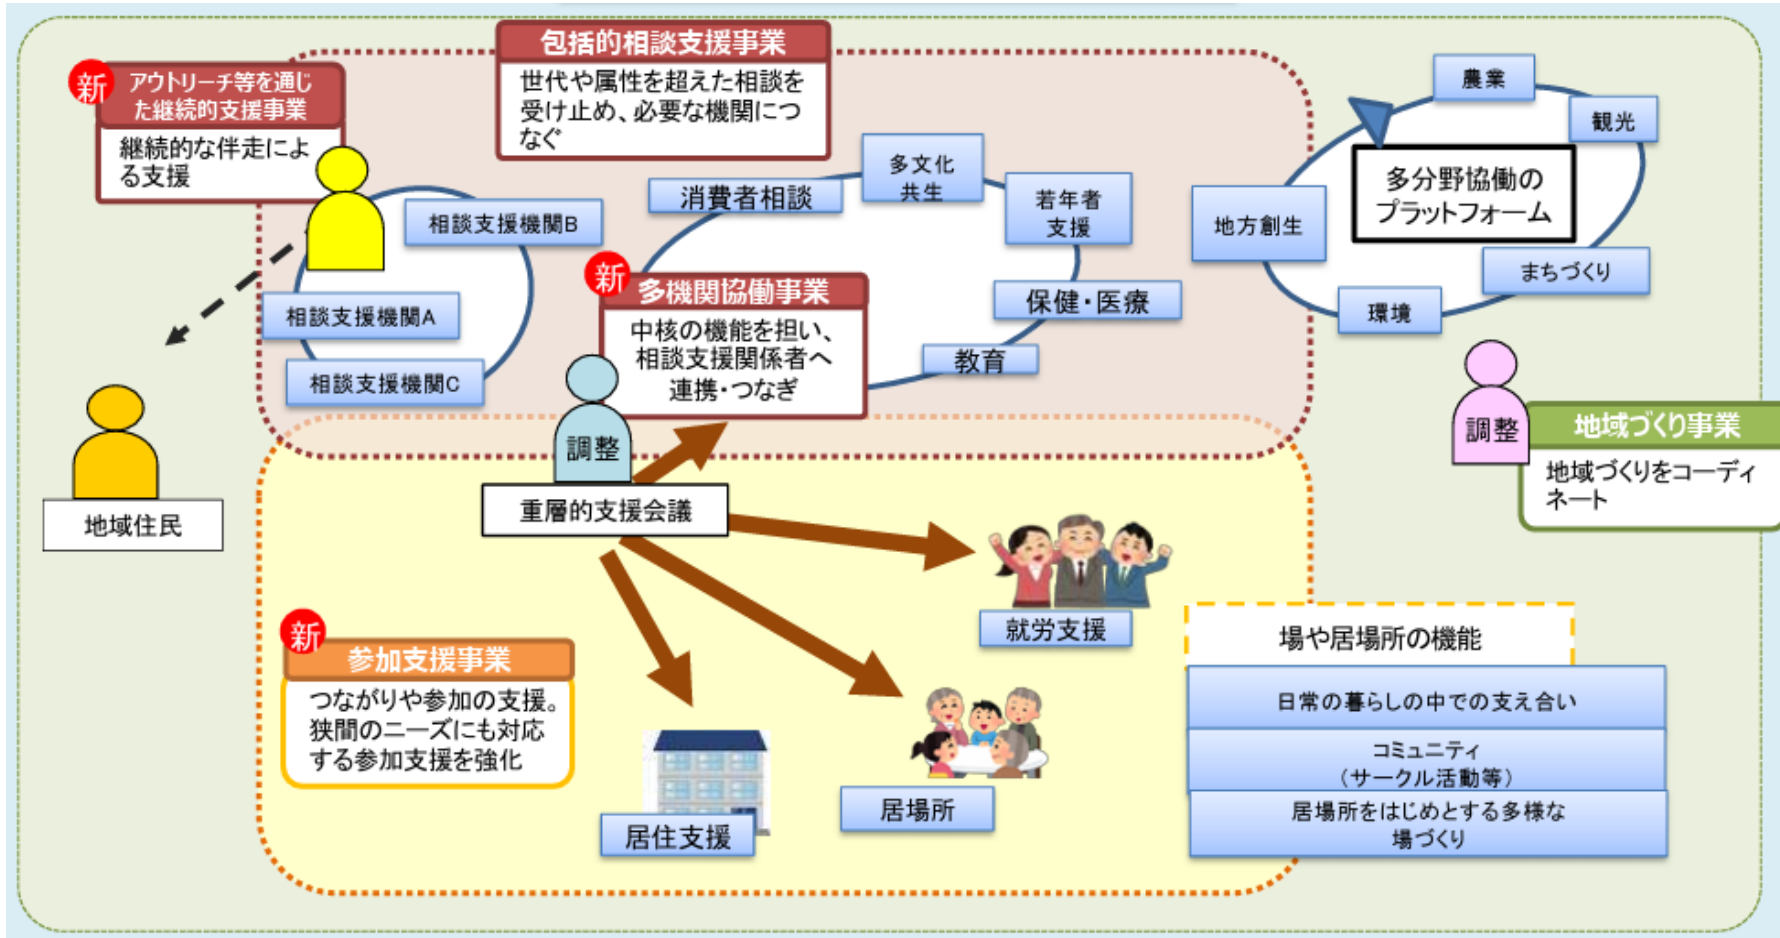 包括的相談支援事業
世代や属性を超えた相談を
受け止め、必要な機関につ
なぐ
新
アウトリーチ等を通じ
た継続的支援事業
継続的な伴走によ
る支援
相談支援機関B
相談支援機関A
相談支援機関C
地域住民
消費者相談
多文化
共生
若年者
支援
保健・医療
教育
新
多機関協働事業
中核の機能を担い、
相談支援関係者へ
連携・つなぎ
調整
重層的支援会議
農業
観光
多分野協働の
プラットフォーム
地方創生
まちづくり
環境
調整
地域づくり事業
地域づくりをコーディ
ネート
新
参加支援事業
つながりや参加の支援。
狭間のニーズにも対応
する参加支援を強化
就労支援
居場所
居住支援
場や居場所の機能
日常の暮らしの中での支え合い
コミュニティ
（サークル活動等）
居場所をはじめとする多様な
場づくり